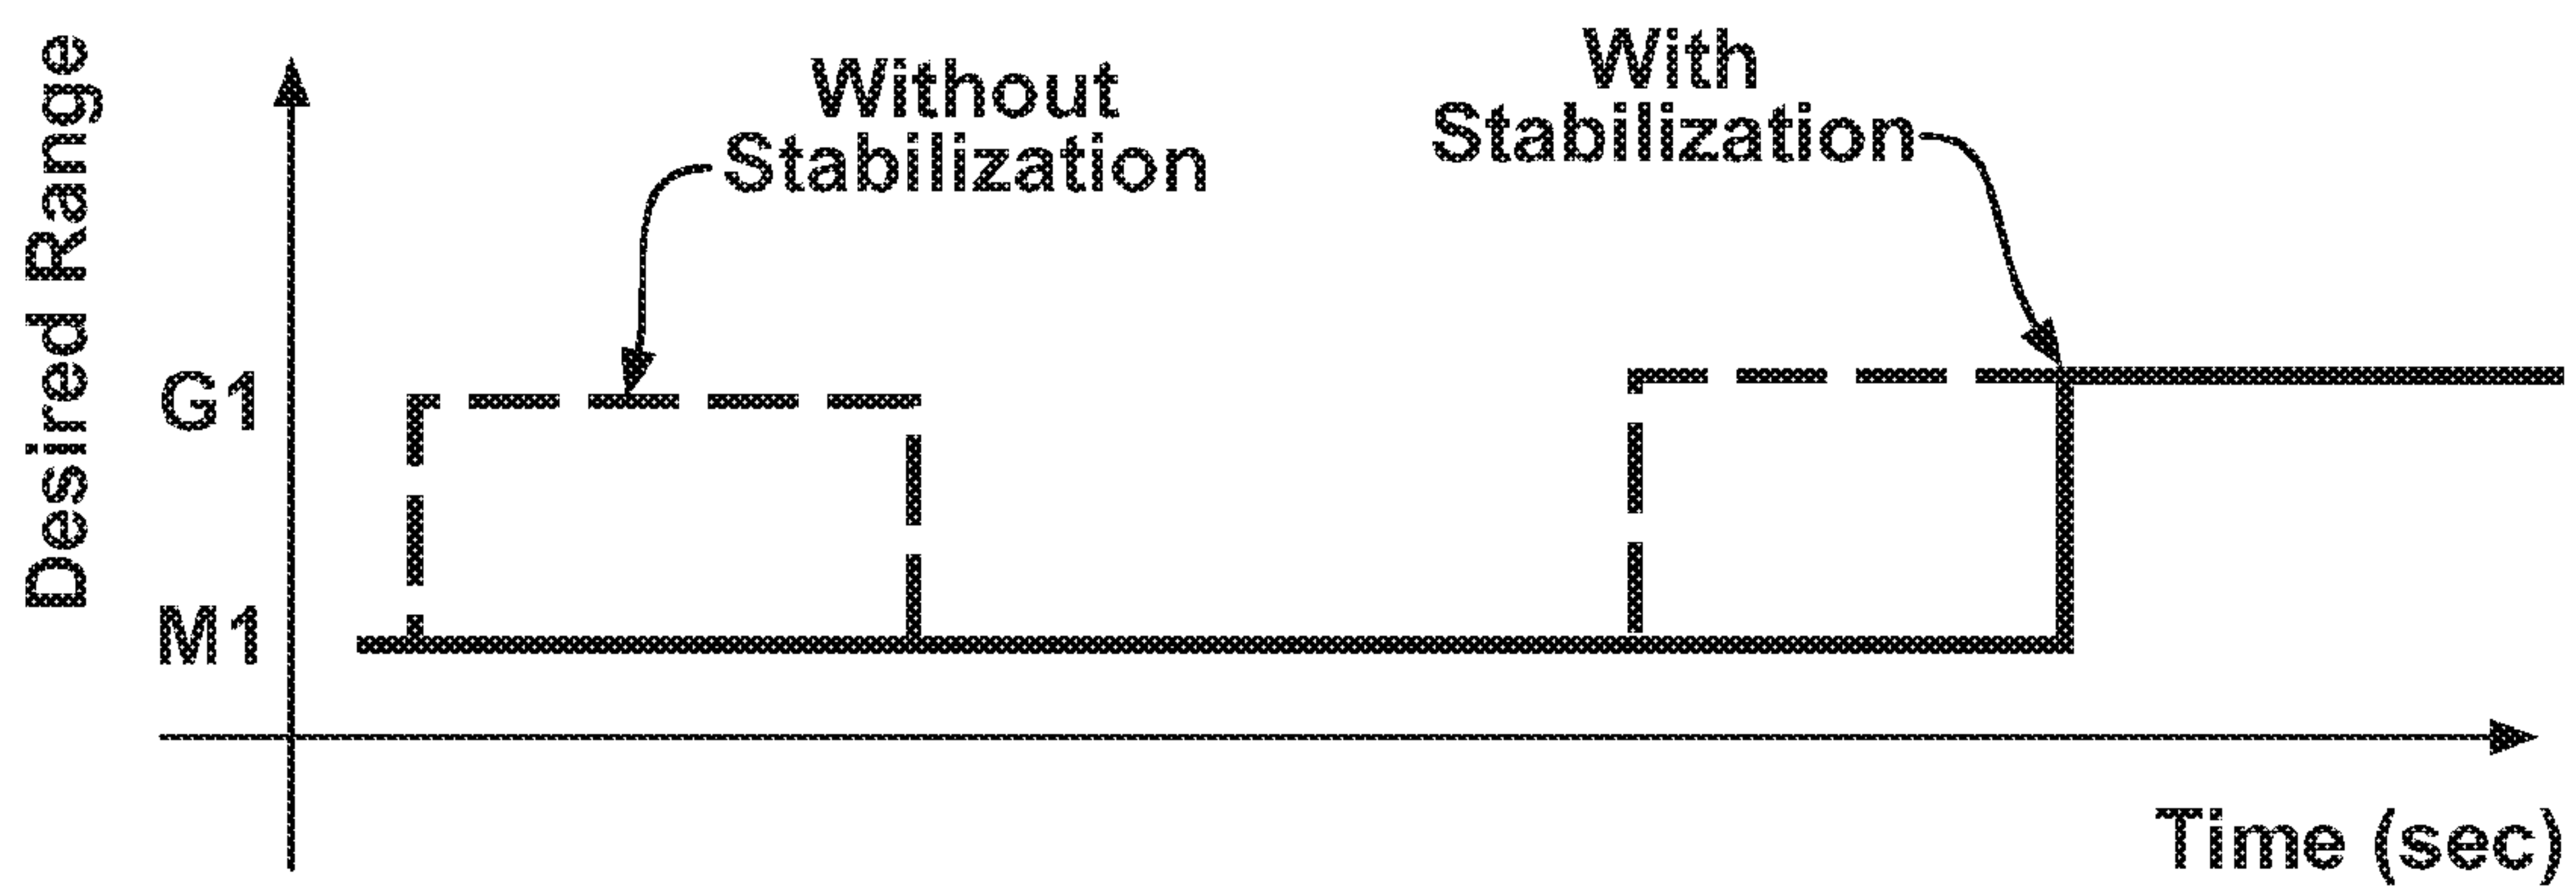 Desired Range
Without
Stabilization
With
Stabilization
G1
M1
Time (sec)